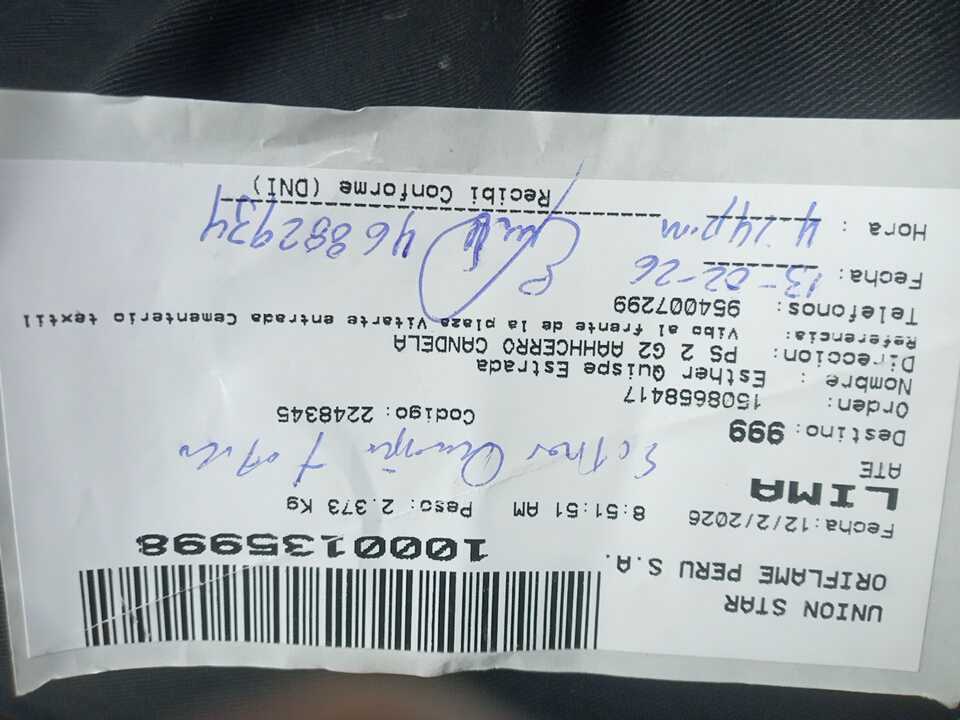 UNION STAR
ORIFLAME PERU S.A.
1000135998
Fecha:12/2/2026 8:51:51 AM Peso: 2.373 Kg
LIMA
ATE
Esther Quispe
Destino: 999 Codigo: 2248345
Orden: 1508658417
Nombre : Esther Quispe Estrada
Direccion: PS 2 G2 AAHHCERRO CANDELA
Referencia: Vibo al frente de la plaza Vitarte entrada Cementerio textil
Telefonos: 954007299
Fecha: 13-02-26
Hora : 4:14pm 46882934
Recibi Conforme (DNI)